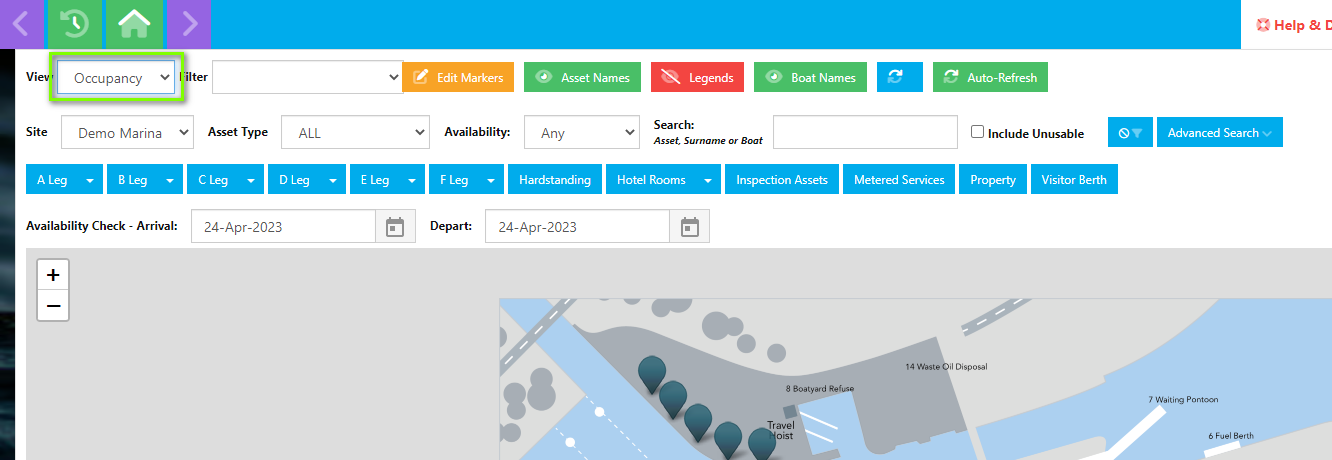 Help & D
View Occupancy Filter Edit Markers Asset Names Legends Boat Names Auto-Refresh
Site Demo Marina Asset Type ALL Availability: Any Search: Include Unusable Advanced Search
Asset, Surname or Boat
A Leg B Leg C Leg D Leg E Leg F Leg Hardstanding Hotel Rooms Inspection Assets Metered Services Property Visitor Berth
Availability Check - Arrival: 24-Apr-2023 Depart: 24-Apr-2023
+
−
14 Waste Oil Disposal
8 Boatyard Refuse
7 Waiting Pontoon
Travel
Hoist
6 Fuel Berth